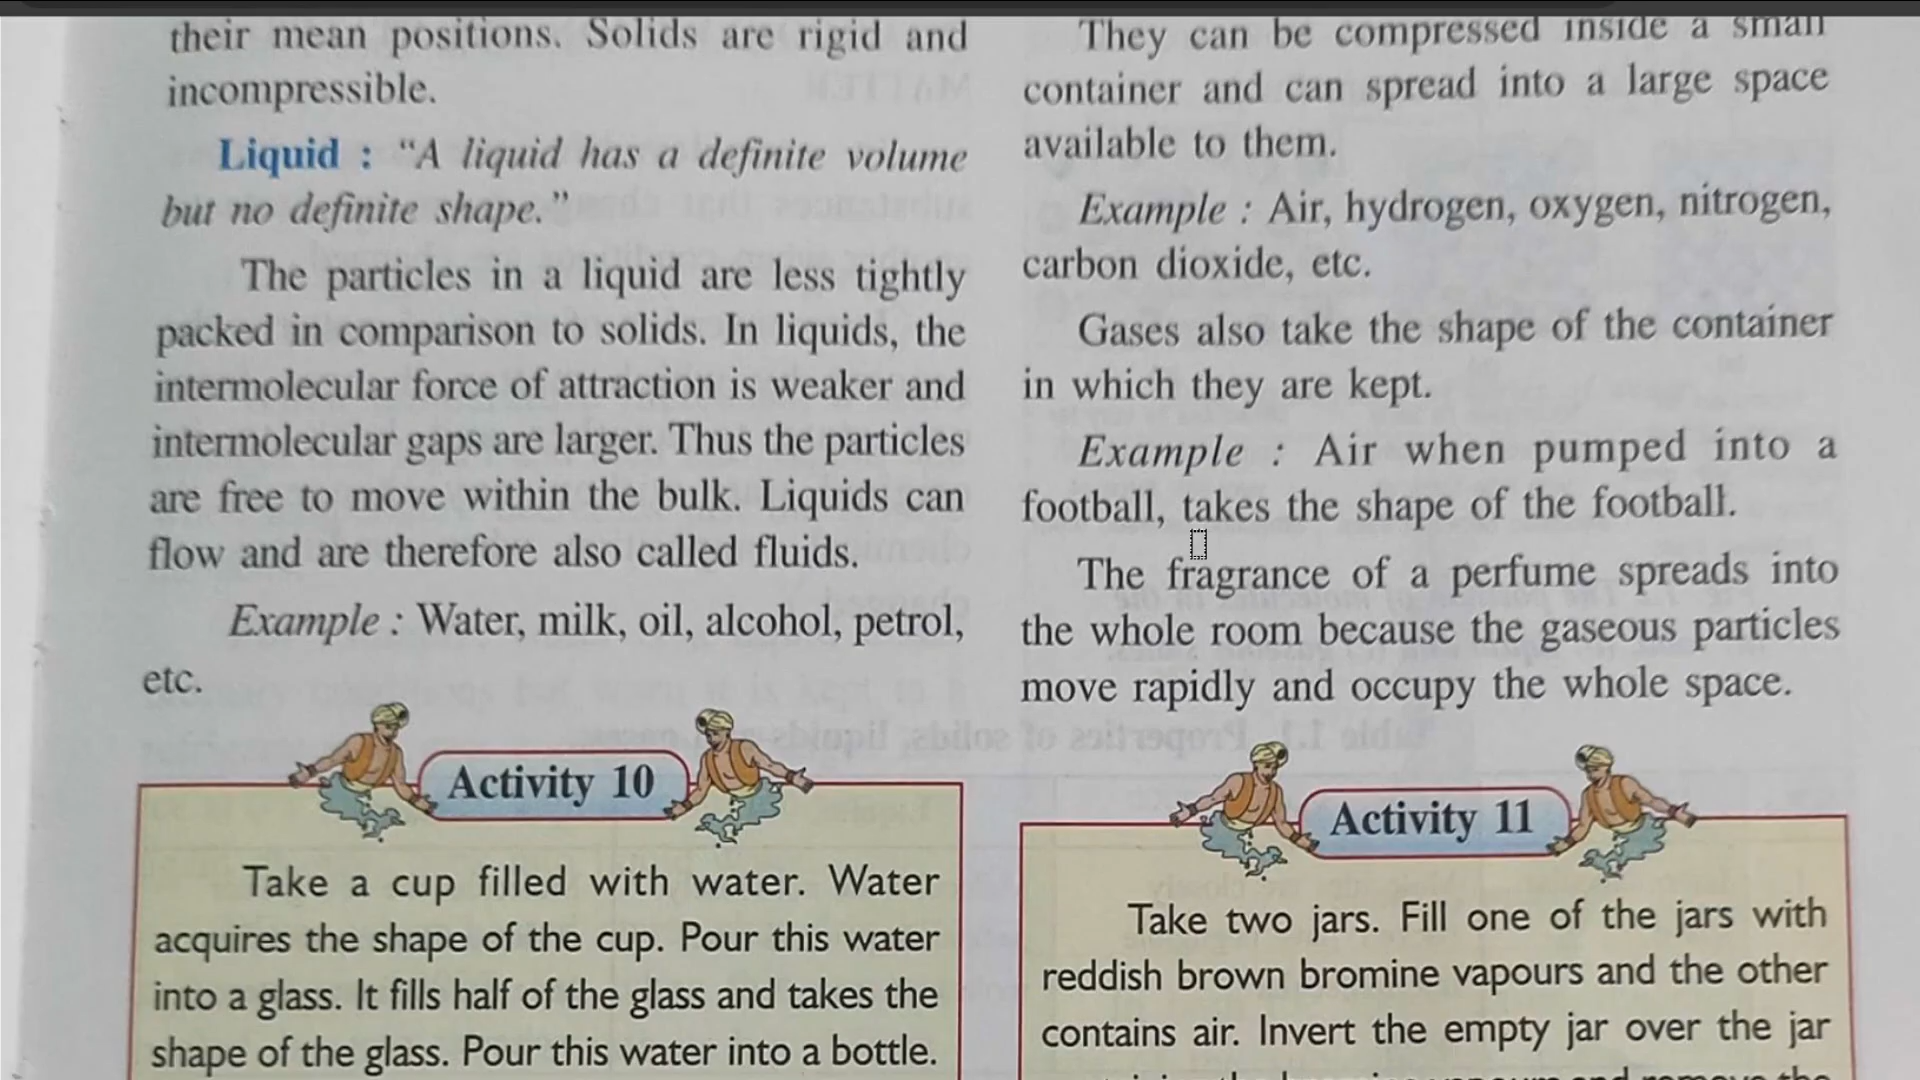 their mean positions. Solids are rigid and
incompressible.
Liquid : “A liquid has a definite volume
but no definite shape.”
The particles in a liquid are less tightly
packed in comparison to solids. In liquids, the
intermolecular force of attraction is weaker and
intermolecular gaps are larger. Thus the particles
are free to move within the bulk. Liquids can
flow and are therefore also called fluids.
Example : Water, milk, oil, alcohol, petrol,
etc.
Activity 10
Take a cup filled with water. Water
acquires the shape of the cup. Pour this water
into a glass. It fills half of the glass and takes the
shape of the glass. Pour this water into a bottle.
They can be compressed inside a small
container and can spread into a large space
available to them.
Example : Air, hydrogen, oxygen, nitrogen,
carbon dioxide, etc.
Gases also take the shape of the container
in which they are kept.
Example : Air when pumped into a
football, takes the shape of the football.
The fragrance of a perfume spreads into
the whole room because the gaseous particles
move rapidly and occupy the whole space.
Activity 11
Take two jars. Fill one of the jars with
reddish brown bromine vapours and the other
contains air. Invert the empty jar over the jar